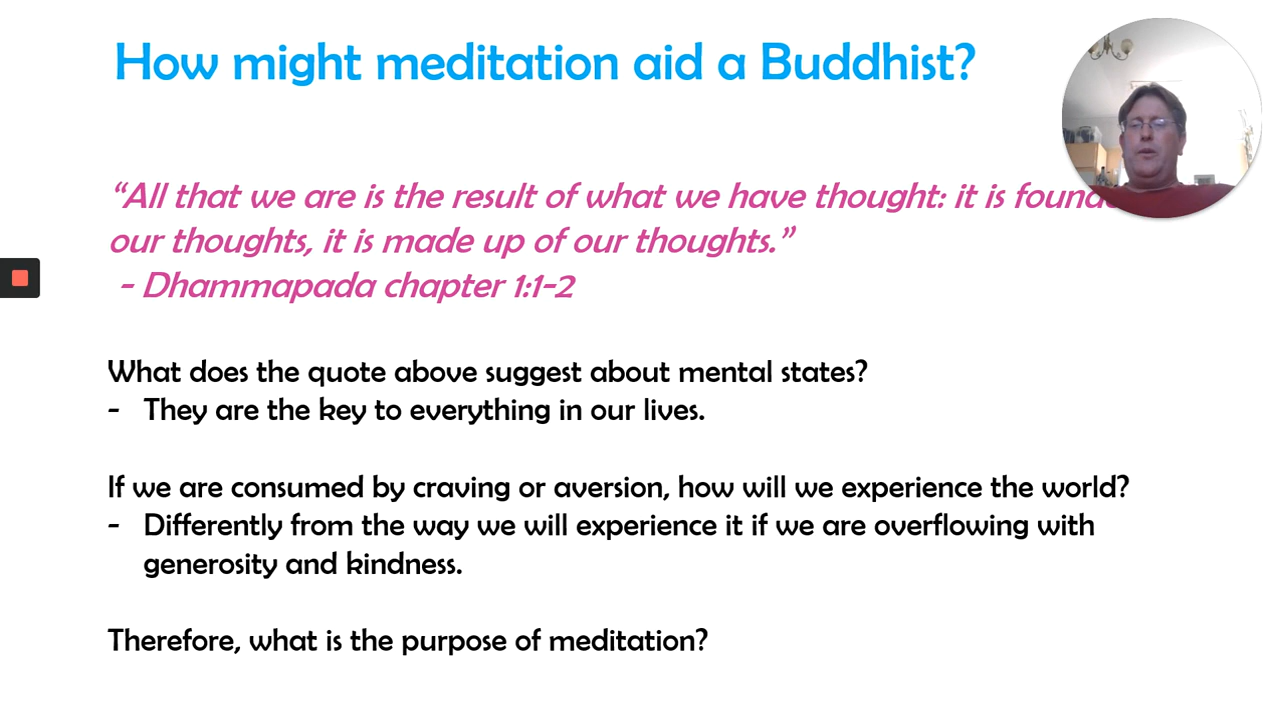 How might meditation aid a Buddhist?
“All that we are is the result of what we have thought: it is
our thoughts, it is made up of our thoughts.”
- Dhammapada chapter 1:1-2
What does the quote above suggest about mental states?
- They are the key to everything in our lives.
If we are consumed by craving or aversion, how will we experience the world?
- Differently from the way we will experience it if we are overflowing with
generosity and kindness.
Therefore, what is the purpose of meditation?